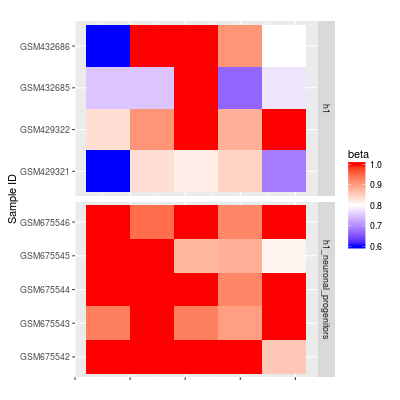 GSM432686
GSM432685
GSM429322
GSM429321
h1
GSM675546
GSM675545
GSM675544
GSM675543
GSM675542
h1_neuronal_progenitors
Sample ID
beta
1.0
0.9
0.8
0.7
0.6